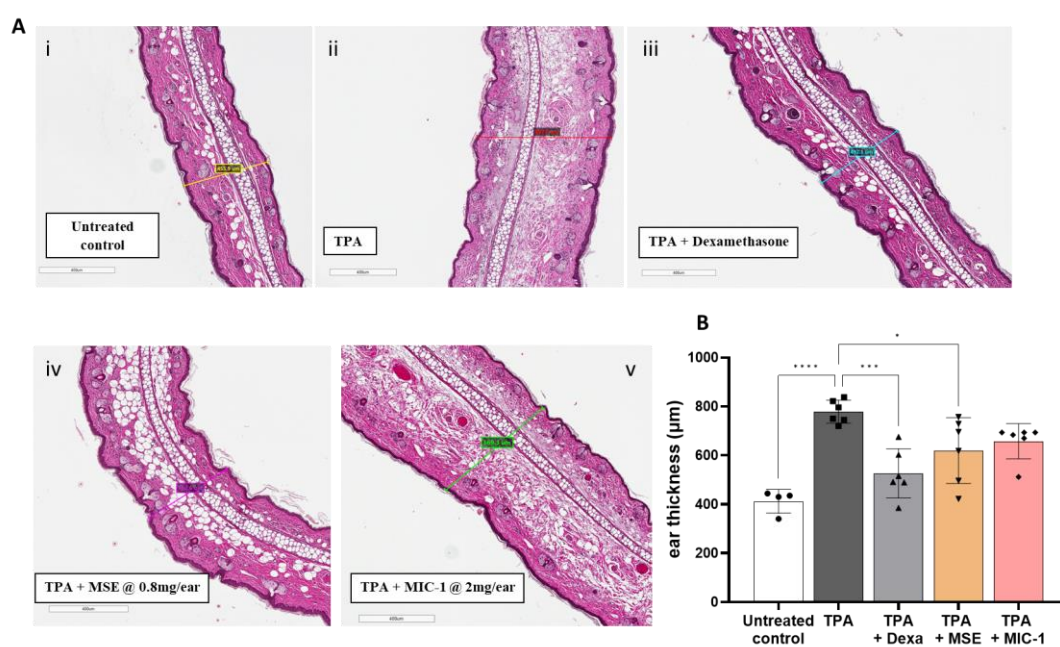 A
i
ii
iii
Untreated
control
TPA
TPA + Dexamethasone
iv
v
TPA + MSE @ 0.8mg/ear
TPA + MIC-1 @ 2mg/ear
B
*
****
***
1000
800
600
400
200
0
ear thickness (µm)
Untreated
control
TPA
TPA
+ Dexa
TPA
+ MSE
TPA
+ MIC-1